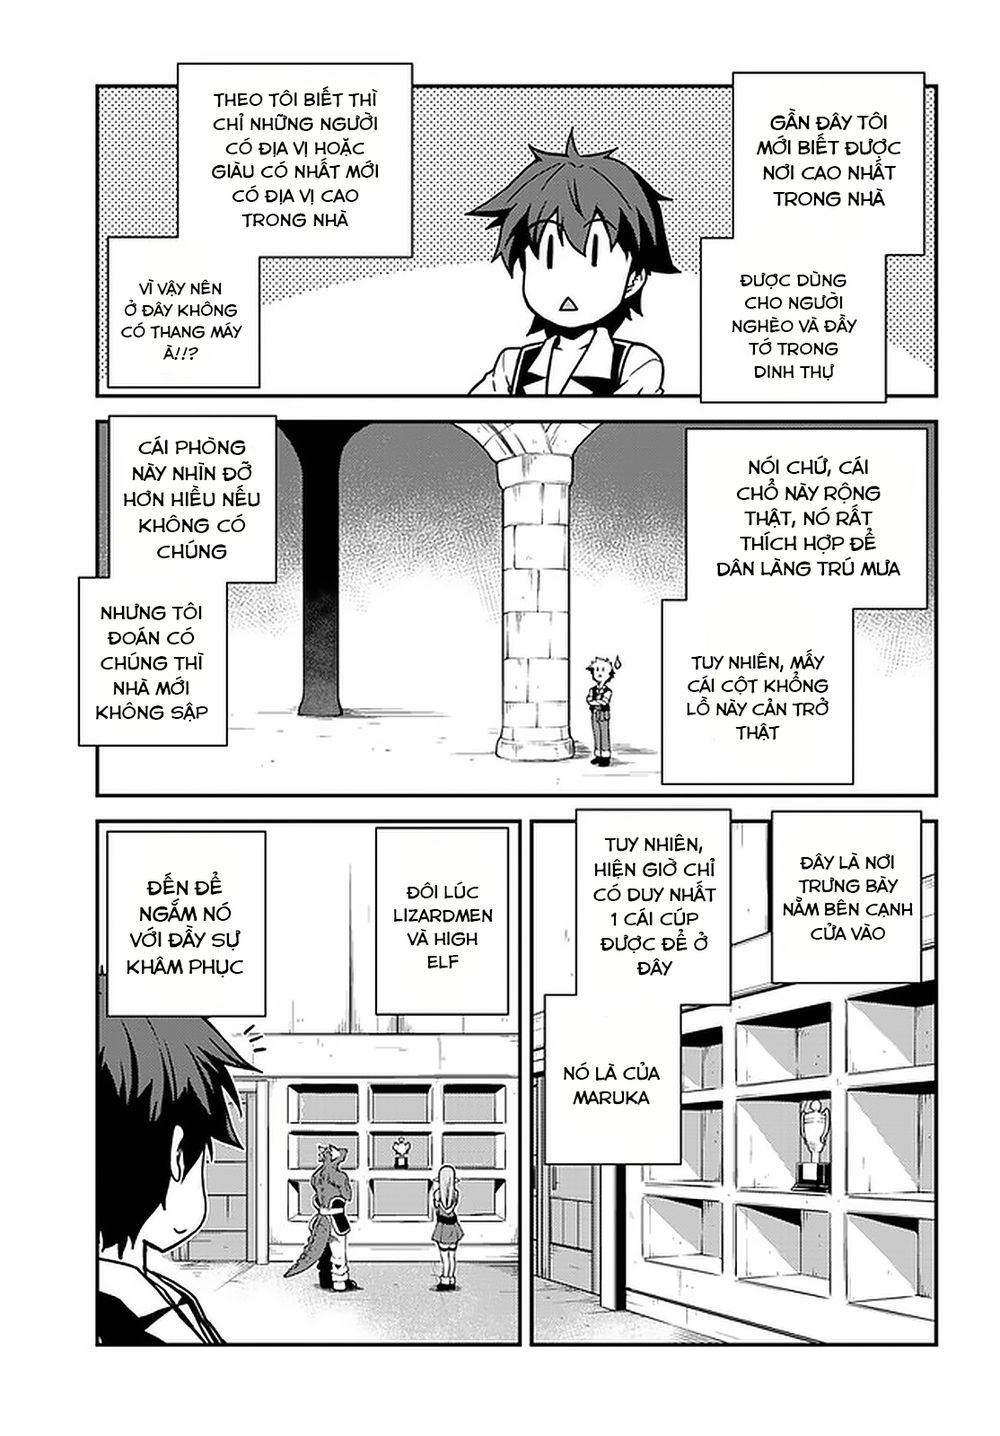 GẦN ĐÂY TÔI
MỚI BIẾT ĐƯỢC
NƠI CAO NHẤT
TRONG NHÀ
ĐƯỢC DÙNG
CHO NGƯỜI
NGHÈO VÀ ĐẦY
TỚ TRONG
DINH THỰ
THEO TÔI BIẾT THÌ
CHỈ NHỮNG NGƯỜI
CÓ ĐỊA VỊ HOẶC
GIÀU CÓ NHẤT MỚI
CÓ ĐỊA VỊ CAO
TRONG NHÀ
VÌ VẬY NÊN
Ở ĐÂY KHÔNG
CÓ THANG MÁY
À!!?
NÓI CHỨ, CÁI
CHỔ NÀY RỘNG
THẬT, NÓ RẤT
THÍCH HỢP ĐỂ
DÂN LÀNG TRÚ MƯA
TUY NHIÊN, MẤY
CÁI CỘT KHỔNG
LỒ NÀY CẢN TRỞ
THẬT
CÁI PHÒNG
NÀY NHÌN ĐỠ
HƠN HIỀU NẾU
KHÔNG CÓ
CHÚNG
NHƯNG TÔI
ĐOÁN CÓ
CHÚNG THÌ
NHÀ MỚI
KHÔNG SẬP
ĐÂY LÀ NƠI
TRƯNG BÀY
NẰM BÊN CẠNH
CỬA VÀO
TUY NHIÊN,
HIỆN GIỜ CHỈ
CÓ DUY NHẤT
1 CÁI CÚP
ĐƯỢC ĐỂ Ở
ĐÂY
NÓ LÀ CỦA
MARUKA
ĐÔI LÚC
LIZARDMEN
VÀ HIGH
ELF
ĐẾN ĐỂ
NGẮM NÓ
VỚI ĐẦY SỰ
KHÂM PHỤC